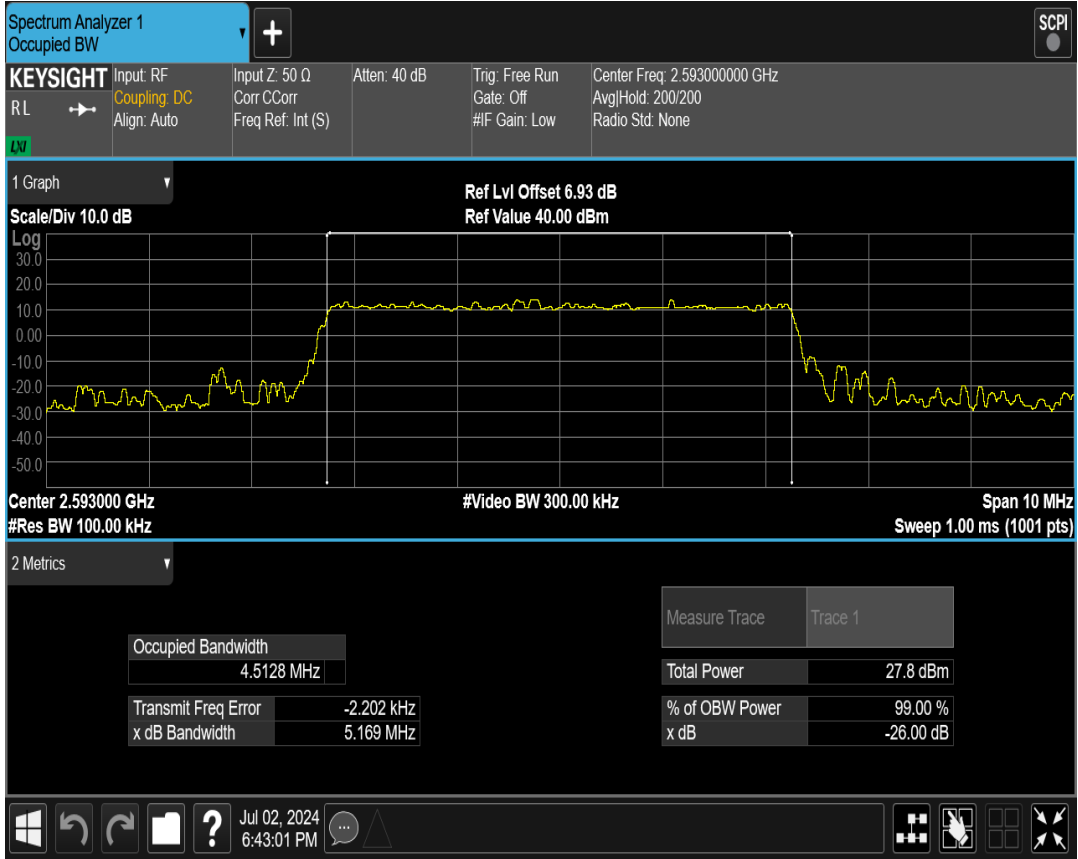 Spectrum Analyzer 1
Occupied BW
SCPI
KEYSIGHT
R L
LXI
Input: RF
Coupling: DC
Align: Auto
Input Z: 50 Ω
Corr CCorr
Freq Ref: Int (S)
Atten: 40 dB
Trig: Free Run
Gate: Off
#IF Gain: Low
Center Freq: 2.593000000 GHz
Avg|Hold: 200/200
Radio Std: None
1 Graph
Ref Lvl Offset 6.93 dB
Scale/Div 10.0 dB
Ref Value 40.00 dBm
Log
30.0
20.0
10.0
0.00
-10.0
-20.0
-30.0
-40.0
-50.0
Center 2.593000 GHz
#Video BW 300.00 kHz
Span 10 MHz
#Res BW 100.00 kHz
Sweep 1.00 ms (1001 pts)
2 Metrics
Measure Trace Trace 1
Occupied Bandwidth
4.5128 MHz
Total Power 27.8 dBm
Transmit Freq Error -2.202 kHz
% of OBW Power 99.00 %
x dB Bandwidth 5.169 MHz
x dB -26.00 dB
Jul 02, 2024
6:43:01 PM